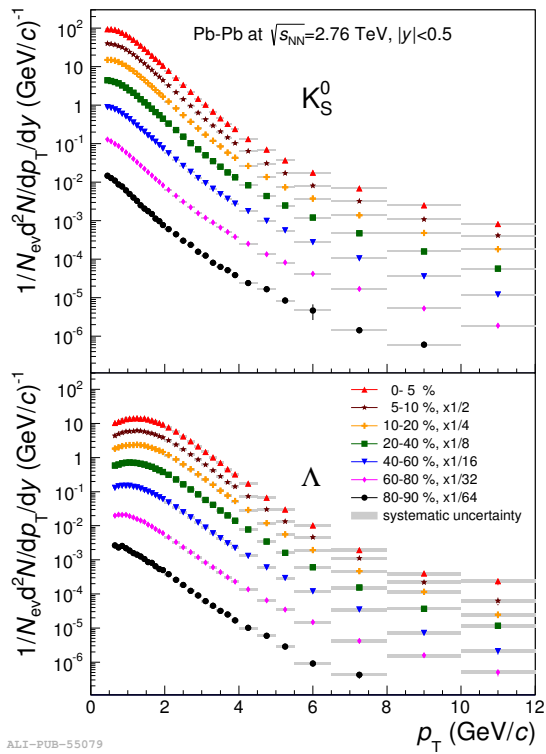 Pb-Pb at √sNN=2.76 TeV, |y|<0.5
K0S
1/Nev d2N/dpT/dy (GeV/c)-1
102
10
1
10-1
10-2
10-3
10-4
10-5
10-6
Λ
0- 5 %
5-10 %, x1/2
10-20 %, x1/4
20-40 %, x1/8
40-60 %, x1/16
60-80 %, x1/32
80-90 %, x1/64
systematic uncertainty
1/Nev d2N/dpT/dy (GeV/c)-1
102
10
1
10-1
10-2
10-3
10-4
10-5
10-6
0 2 4 6 8 10 12
pT (GeV/c)
ALI-PUB-55079